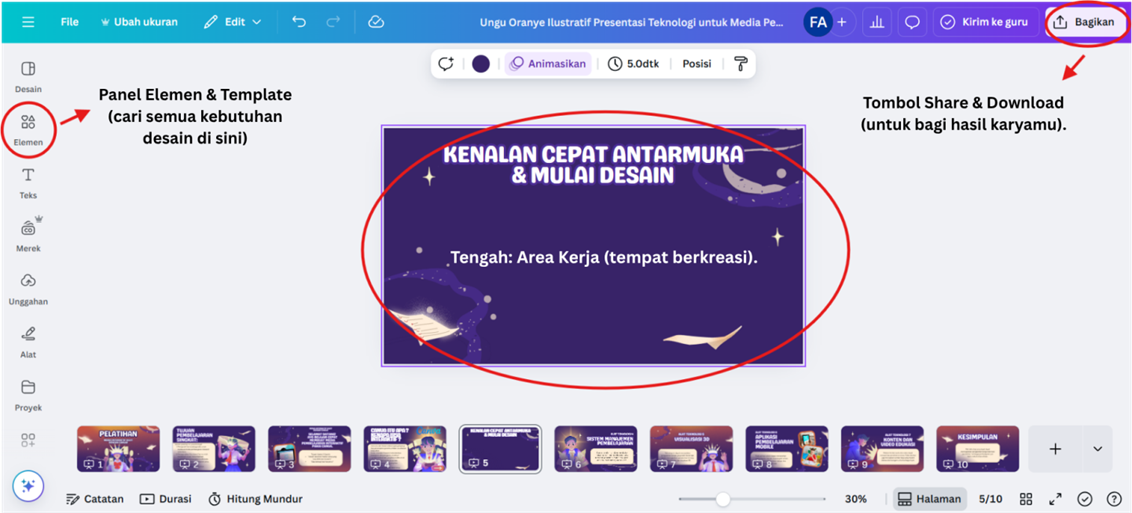 File
Ubah ukuran
Edit
Ungu Oranye Ilustratif Presentasi Teknologi untuk Media Pe...
FA
Kirim ke guru
Bagikan
Animasikan
5.0dtk
Posisi
Desain
Elemen
Teks
Merek
Unggahan
Alat
Proyek
Panel Elemen & Template
(cari semua kebutuhan
desain di sini)
Tombol Share & Download
(untuk bagi hasil karyamu).
KENALAN CEPAT ANTARMUKA
& MULAI DESAIN
Tengah: Area Kerja (tempat berkreasi).
PELATIHAN
1
TUJUAN
PEMBELAJARAN
2
3
CANVA ITU APA?
4
KENALAN CEPAT ANTARMUKA
& MULAI DESAIN
5
SISTEM MANAJEMEN
PEMBELAJARAN
6
VISUALISASI 3D
7
APLIKASI
PEMBELAJARAN
MOBILE
8
KONTEN DAN
VIDEO EDUKASI
9
KESIMPULAN
10
Catatan
Durasi
Hitung Mundur
30%
Halaman
5/10